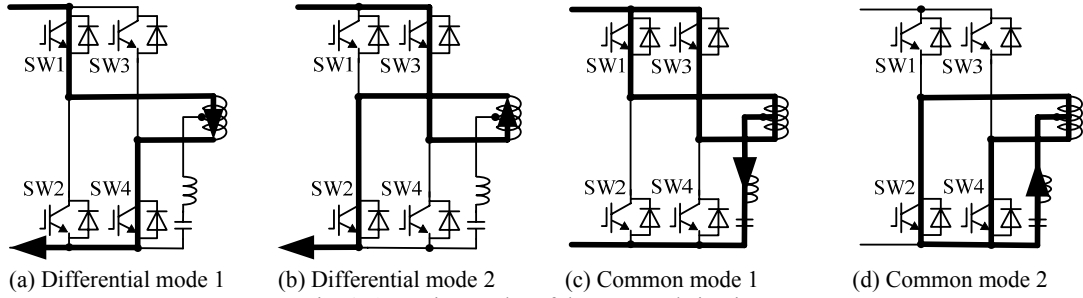 SW1 SW3 SW1 SW3 SW1 SW3 SW1 SW3
SW2 SW4 SW2 SW4 SW2 SW4 SW2 SW4
(a) Differential mode 1 (b) Differential mode 2 (c) Common mode 1 (d) Common mode 2